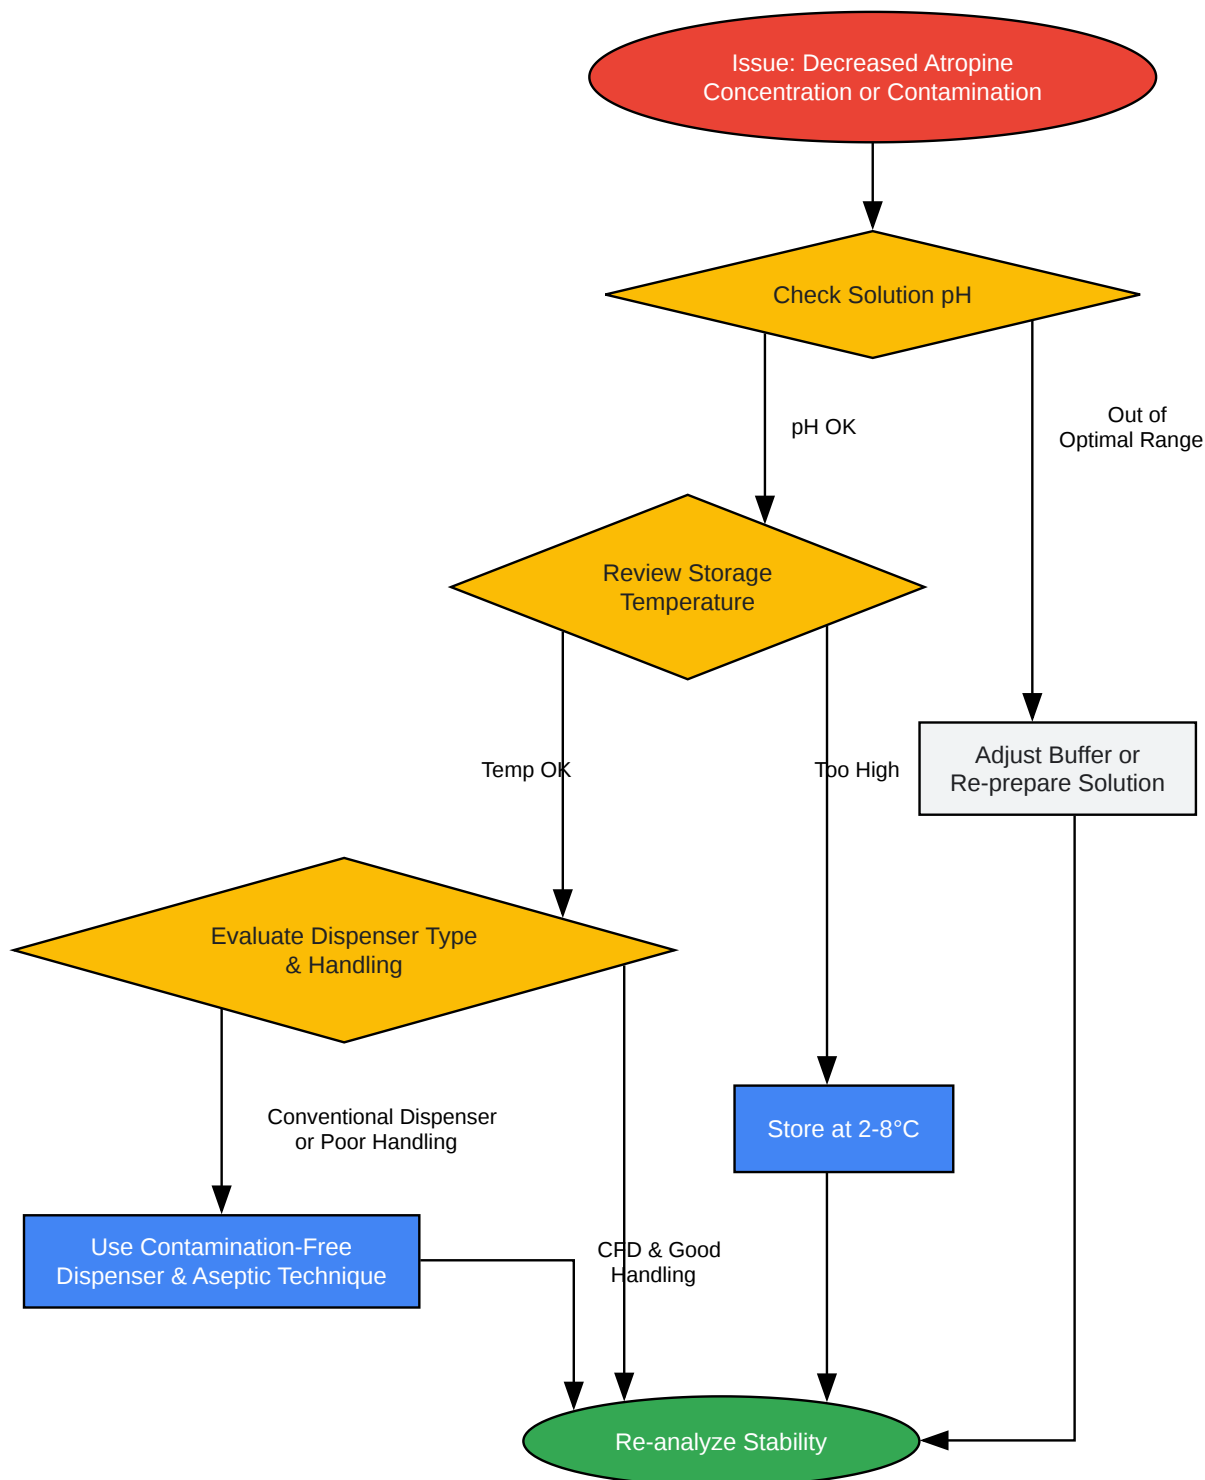 Issue: Decreased Atropine
Concentration or Contamination
Check Solution pH
pH OK
Out of
Optimal Range
Review Storage
Temperature
Temp OK
Too High
Adjust Buffer or
Re-prepare Solution
Evaluate Dispenser Type
& Handling
Conventional Dispenser
or Poor Handling
Store at 2-8°C
Use Contamination-Free
Dispenser & Aseptic Technique
CFD & Good
Handling
Re-analyze Stability